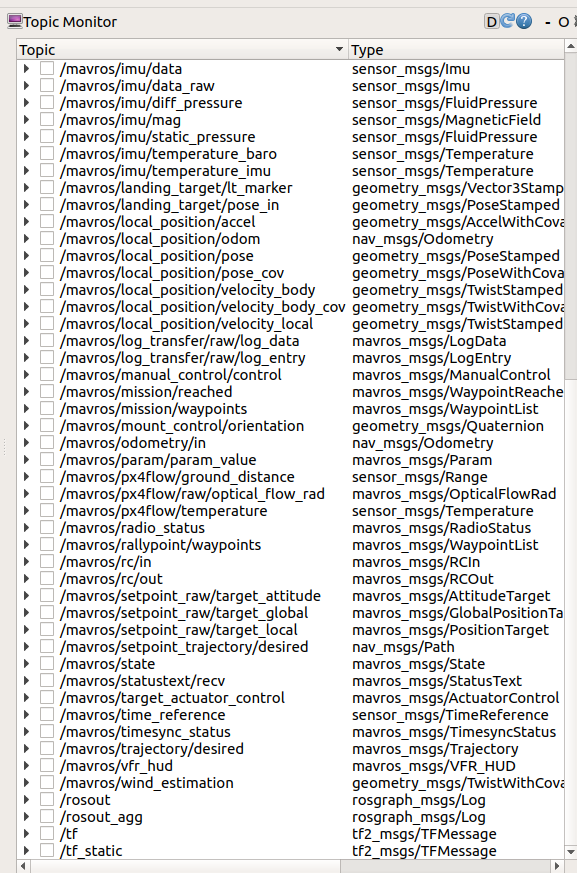 Topic Monitor D ? - O
Topic Type
/mavros/imu/data sensor_msgs/Imu
/mavros/imu/data_raw sensor_msgs/Imu
/mavros/imu/diff_pressure sensor_msgs/FluidPressure
/mavros/imu/mag sensor_msgs/MagneticField
/mavros/imu/static_pressure sensor_msgs/FluidPressure
/mavros/imu/temperature_baro sensor_msgs/Temperature
/mavros/imu/temperature_imu sensor_msgs/Temperature
/mavros/landing_target/lt_marker geometry_msgs/Vector3Stamp
/mavros/landing_target/pose_in geometry_msgs/PoseStamped
/mavros/local_position/accel geometry_msgs/AccelWithCova
/mavros/local_position/odom nav_msgs/Odometry
/mavros/local_position/pose geometry_msgs/PoseStamped
/mavros/local_position/pose_cov geometry_msgs/PoseWithCova
/mavros/local_position/velocity_body geometry_msgs/TwistStamped
/mavros/local_position/velocity_body_cov geometry_msgs/TwistWithCova
/mavros/local_position/velocity_local geometry_msgs/TwistStamped
/mavros/log_transfer/raw/log_data mavros_msgs/LogData
/mavros/log_transfer/raw/log_entry mavros_msgs/LogEntry
/mavros/manual_control/control mavros_msgs/ManualControl
/mavros/mission/reached mavros_msgs/WaypointReache
/mavros/mission/waypoints mavros_msgs/WaypointList
/mavros/mount_control/orientation geometry_msgs/Quaternion
/mavros/odometry/in nav_msgs/Odometry
/mavros/param/param_value mavros_msgs/Param
/mavros/px4flow/ground_distance sensor_msgs/Range
/mavros/px4flow/raw/optical_flow_rad mavros_msgs/OpticalFlowRad
/mavros/px4flow/temperature sensor_msgs/Temperature
/mavros/radio_status mavros_msgs/RadioStatus
/mavros/rallypoint/waypoints mavros_msgs/WaypointList
/mavros/rc/in mavros_msgs/RCIn
/mavros/rc/out mavros_msgs/RCOut
/mavros/setpoint_raw/target_attitude mavros_msgs/AttitudeTarget
/mavros/setpoint_raw/target_global mavros_msgs/GlobalPositionTa
/mavros/setpoint_raw/target_local mavros_msgs/PositionTarget
/mavros/setpoint_trajectory/desired nav_msgs/Path
/mavros/state mavros_msgs/State
/mavros/statustext/recv mavros_msgs/StatusText
/mavros/target_actuator_control mavros_msgs/ActuatorControl
/mavros/time_reference sensor_msgs/TimeReference
/mavros/timesync_status mavros_msgs/TimesyncStatus
/mavros/trajectory/desired mavros_msgs/Trajectory
/mavros/vfr_hud mavros_msgs/VFR_HUD
/mavros/wind_estimation geometry_msgs/TwistWithCova
/rosout rosgraph_msgs/Log
/rosout_agg rosgraph_msgs/Log
/tf tf2_msgs/TFMessage
/tf_static tf2_msgs/TFMessage